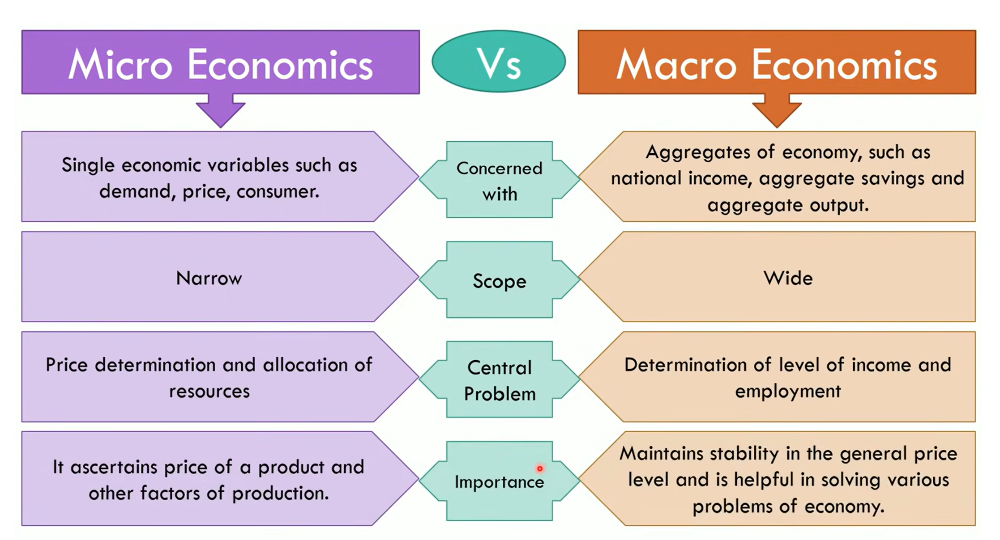 Micro Economics
Vs
Macro Economics
Single economic variables such as
demand, price, consumer.
Concerned
with
Aggregates of economy, such as
national income, aggregate savings and
aggregate output.
Narrow
Scope
Wide
Price determination and allocation of
resources
Central
Problem
Determination of level of income and
employment
It ascertains price of a product and
other factors of production.
Importance
Maintains stability in the general price
level and is helpful in solving various
problems of economy.